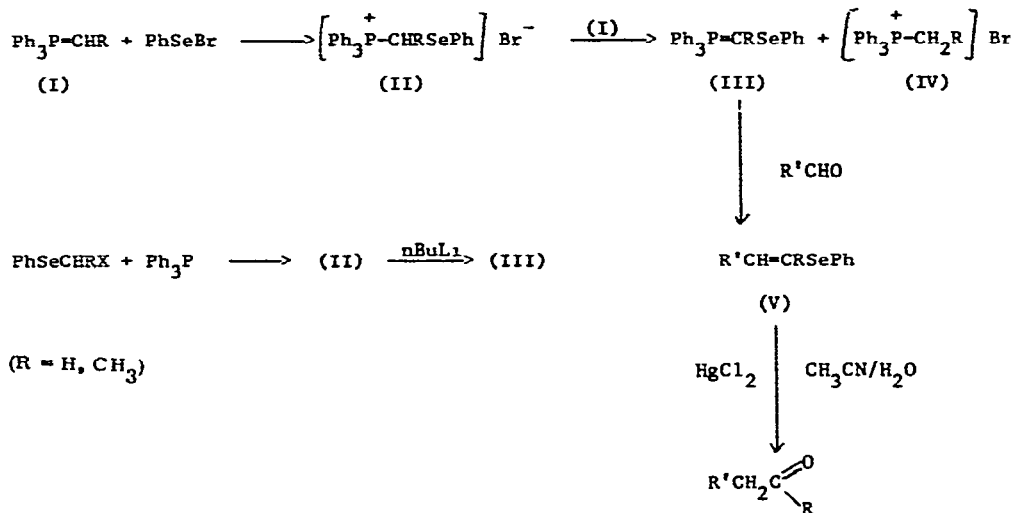 Ph3P=CHR + PhSeBr ⟶ [Ph3P+-CHRSePh] Br- (I)⟶ Ph3P=CRSePh + [Ph3P+-CH2R] Br
(I) (II) (III) (IV)
R'CHO
PhSeCHRX + Ph3P ⟶ (II) nBuLi⟶ (III) R'CH=CRSePh
(V)
(R = H, CH3)
HgCl2 CH3CN/H2O
R'CH2C=O
R